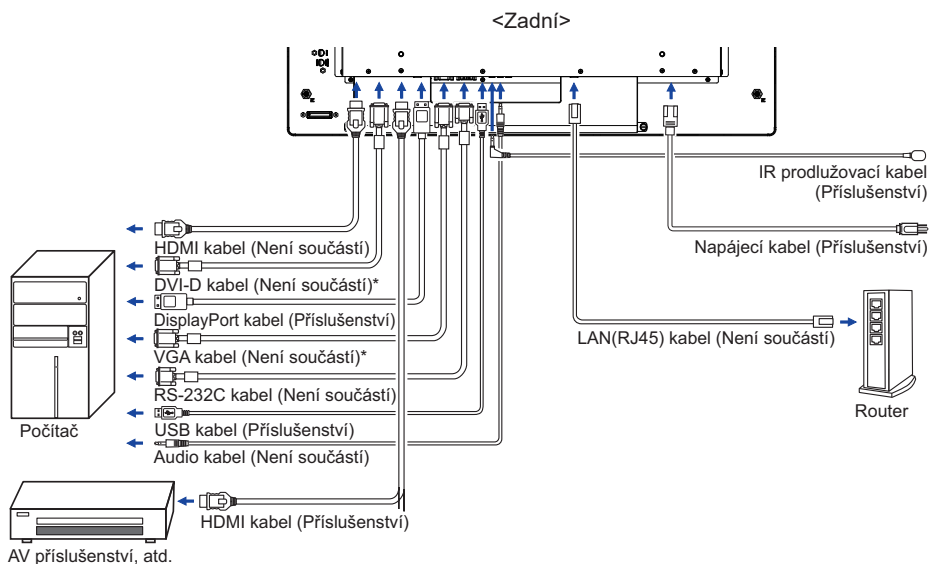 <Zadní>
IR prodlužovací kabel
(Příslušenství)
HDMI kabel (Není součástí)
Napájecí kabel (Příslušenství)
DVI-D kabel (Není součástí)*
DisplayPort kabel (Příslušenství)
LAN(RJ45) kabel (Není součástí)
VGA kabel (Není součástí)*
RS-232C kabel (Není součástí)
Router
Počítač
USB kabel (Příslušenství)
Audio kabel (Není součástí)
HDMI kabel (Příslušenství)
AV příslušenství, atd.